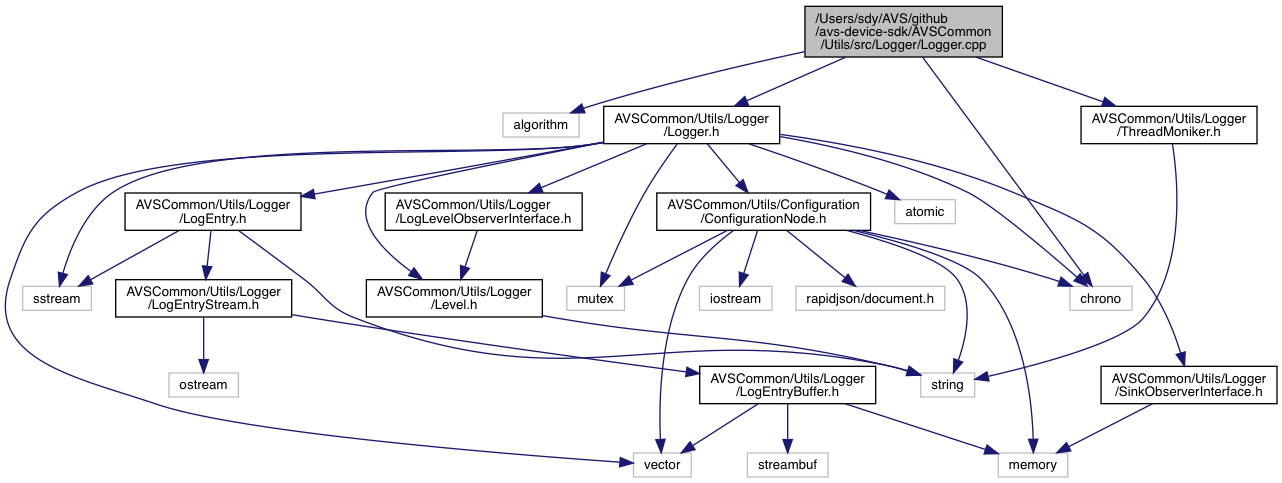 /Users/sdy/AVS/github
/avs-device-sdk/AVSCommon
/Utils/src/Logger/Logger.cpp
algorithm
AVSCommon/Utils/Logger
/Logger.h
AVSCommon/Utils/Logger
/ThreadMoniker.h
AVSCommon/Utils/Logger
/LogEntry.h
AVSCommon/Utils/Logger
/LogLevelObserverInterface.h
AVSCommon/Utils/Configuration
/ConfigurationNode.h
atomic
sstream
AVSCommon/Utils/Logger
/LogEntryStream.h
AVSCommon/Utils/Logger
/Level.h
mutex
iostream
rapidjson/document.h
chrono
ostream
AVSCommon/Utils/Logger
/LogEntryBuffer.h
string
AVSCommon/Utils/Logger
/SinkObserverInterface.h
vector
streambuf
memory